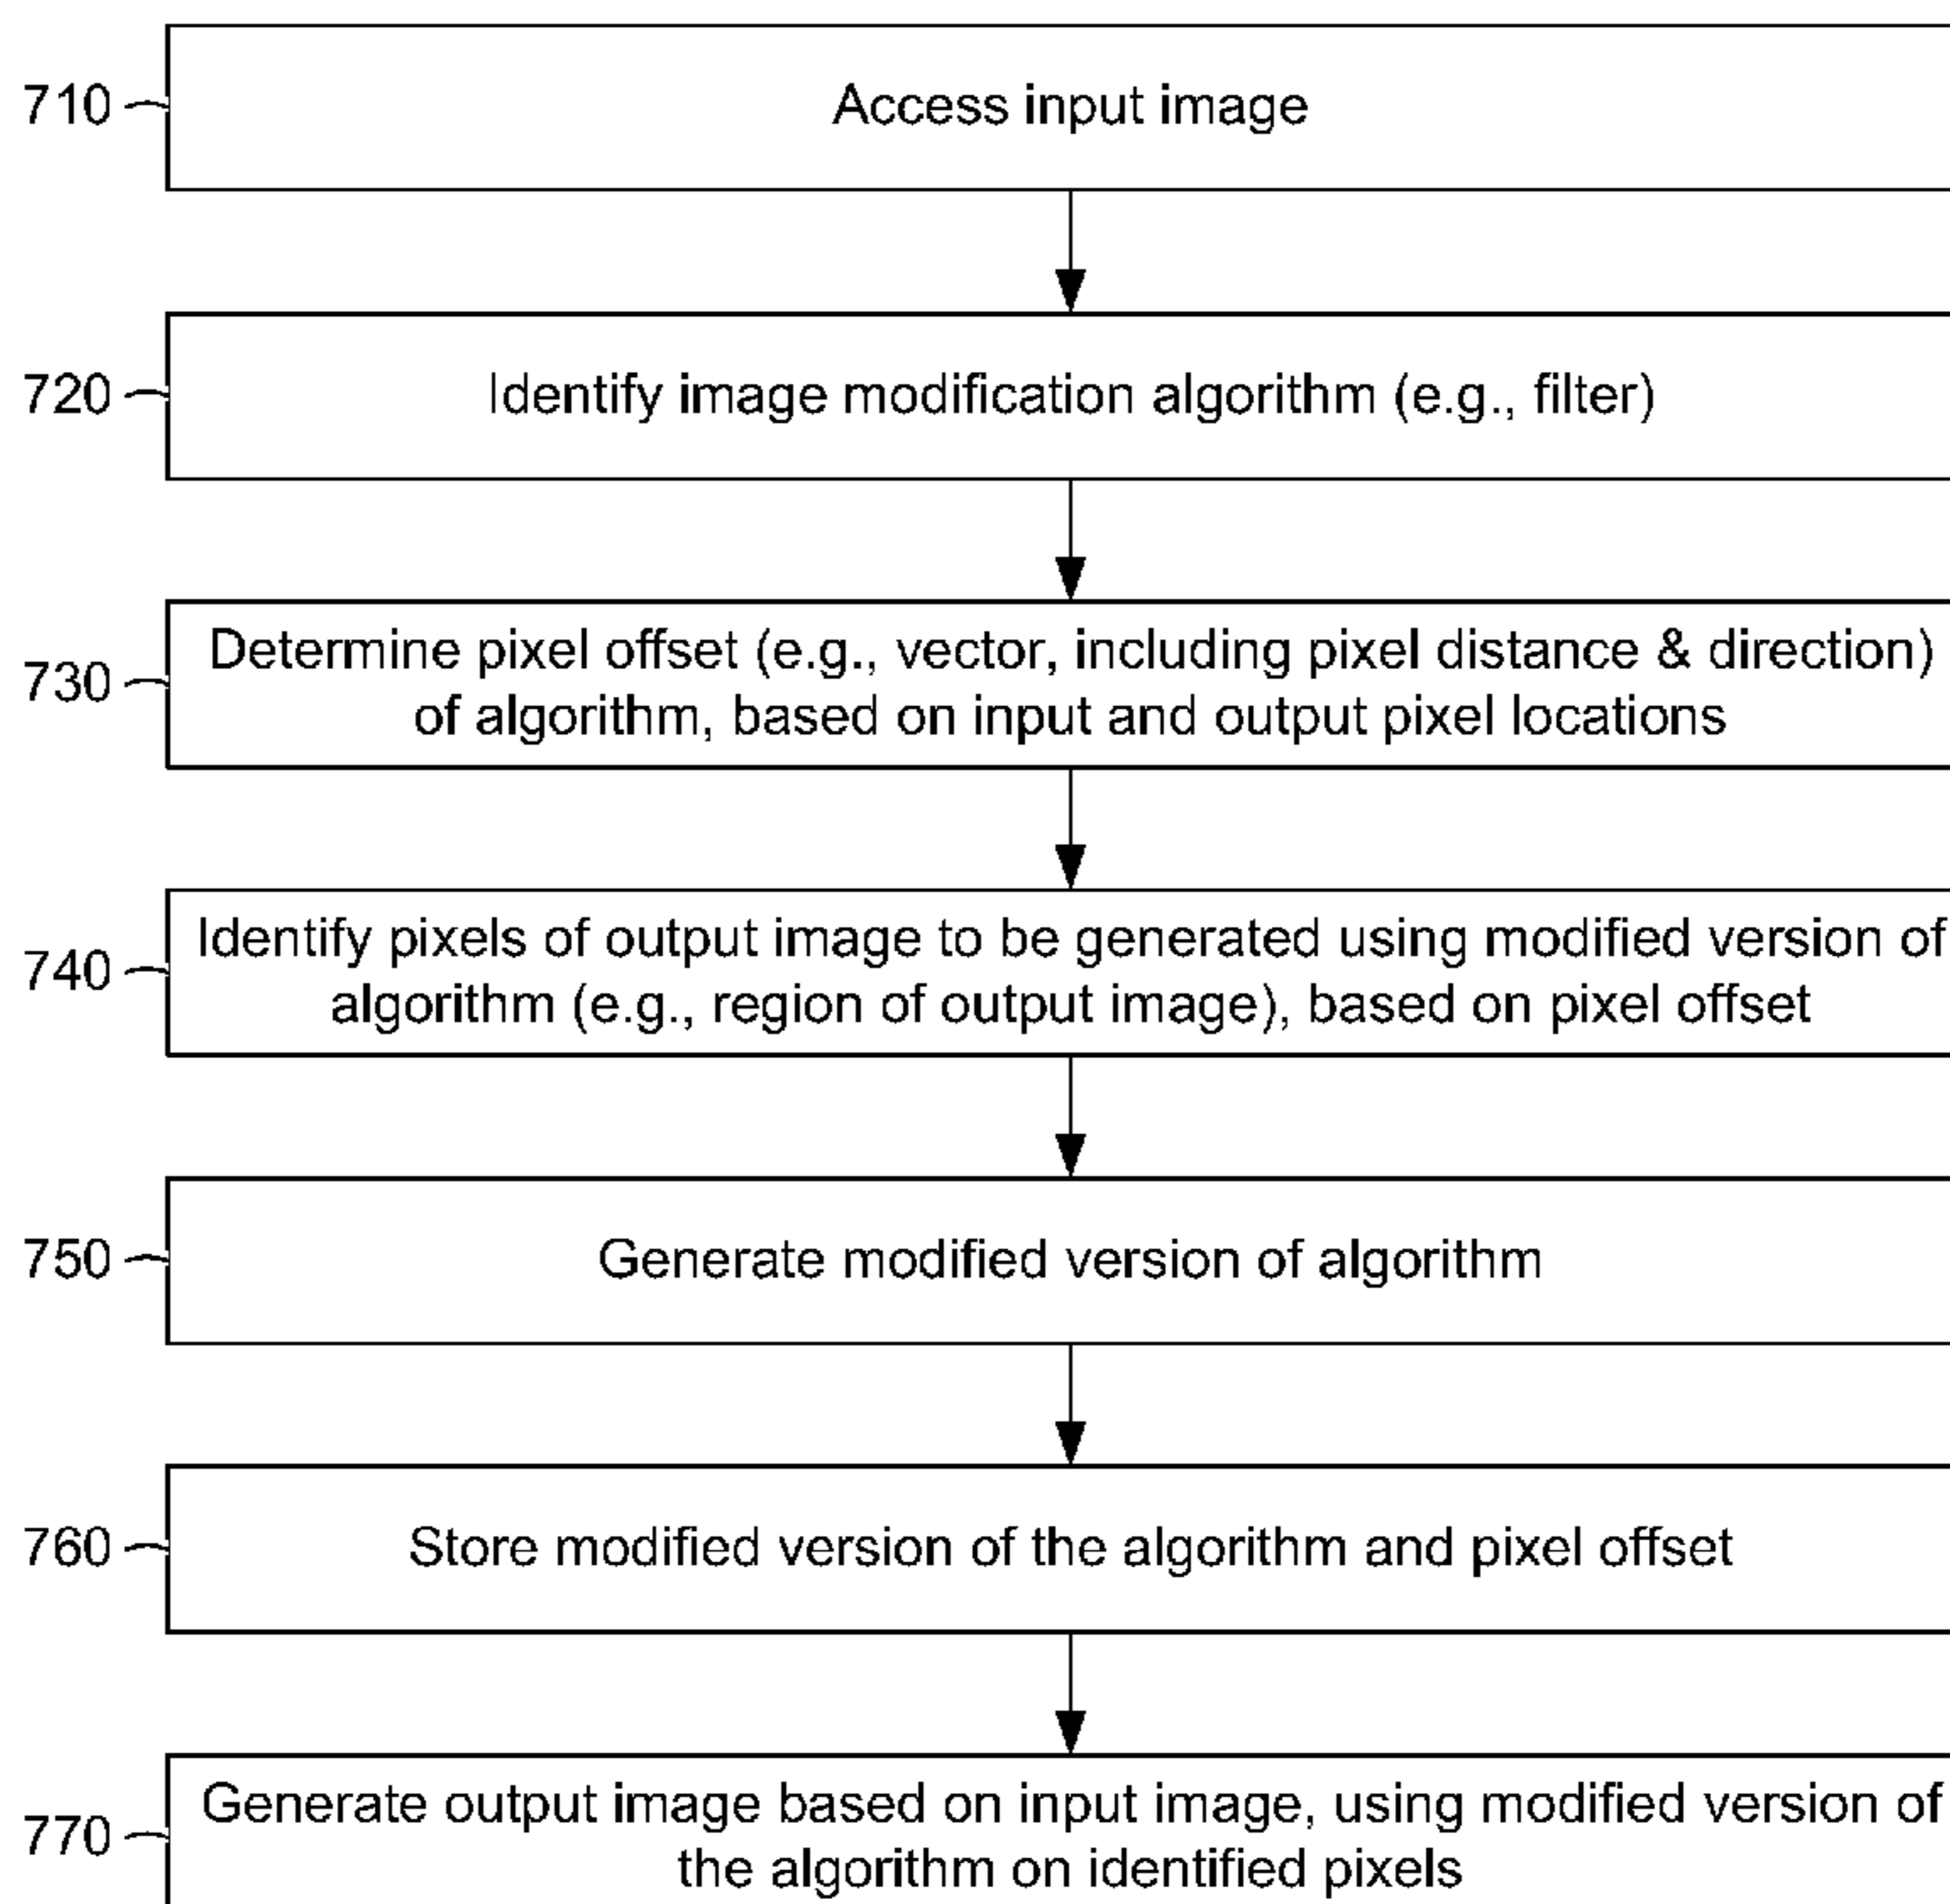 710
Access input image
720
Identify image modification algorithm (e.g., filter)
730
Determine pixel offset (e.g., vector, including pixel distance & direction)
of algorithm, based on input and output pixel locations
740
Identify pixels of output image to be generated using modified version of
algorithm (e.g., region of output image), based on pixel offset
750
Generate modified version of algorithm
760
Store modified version of the algorithm and pixel offset
770
Generate output image based on input image, using modified version of
the algorithm on identified pixels